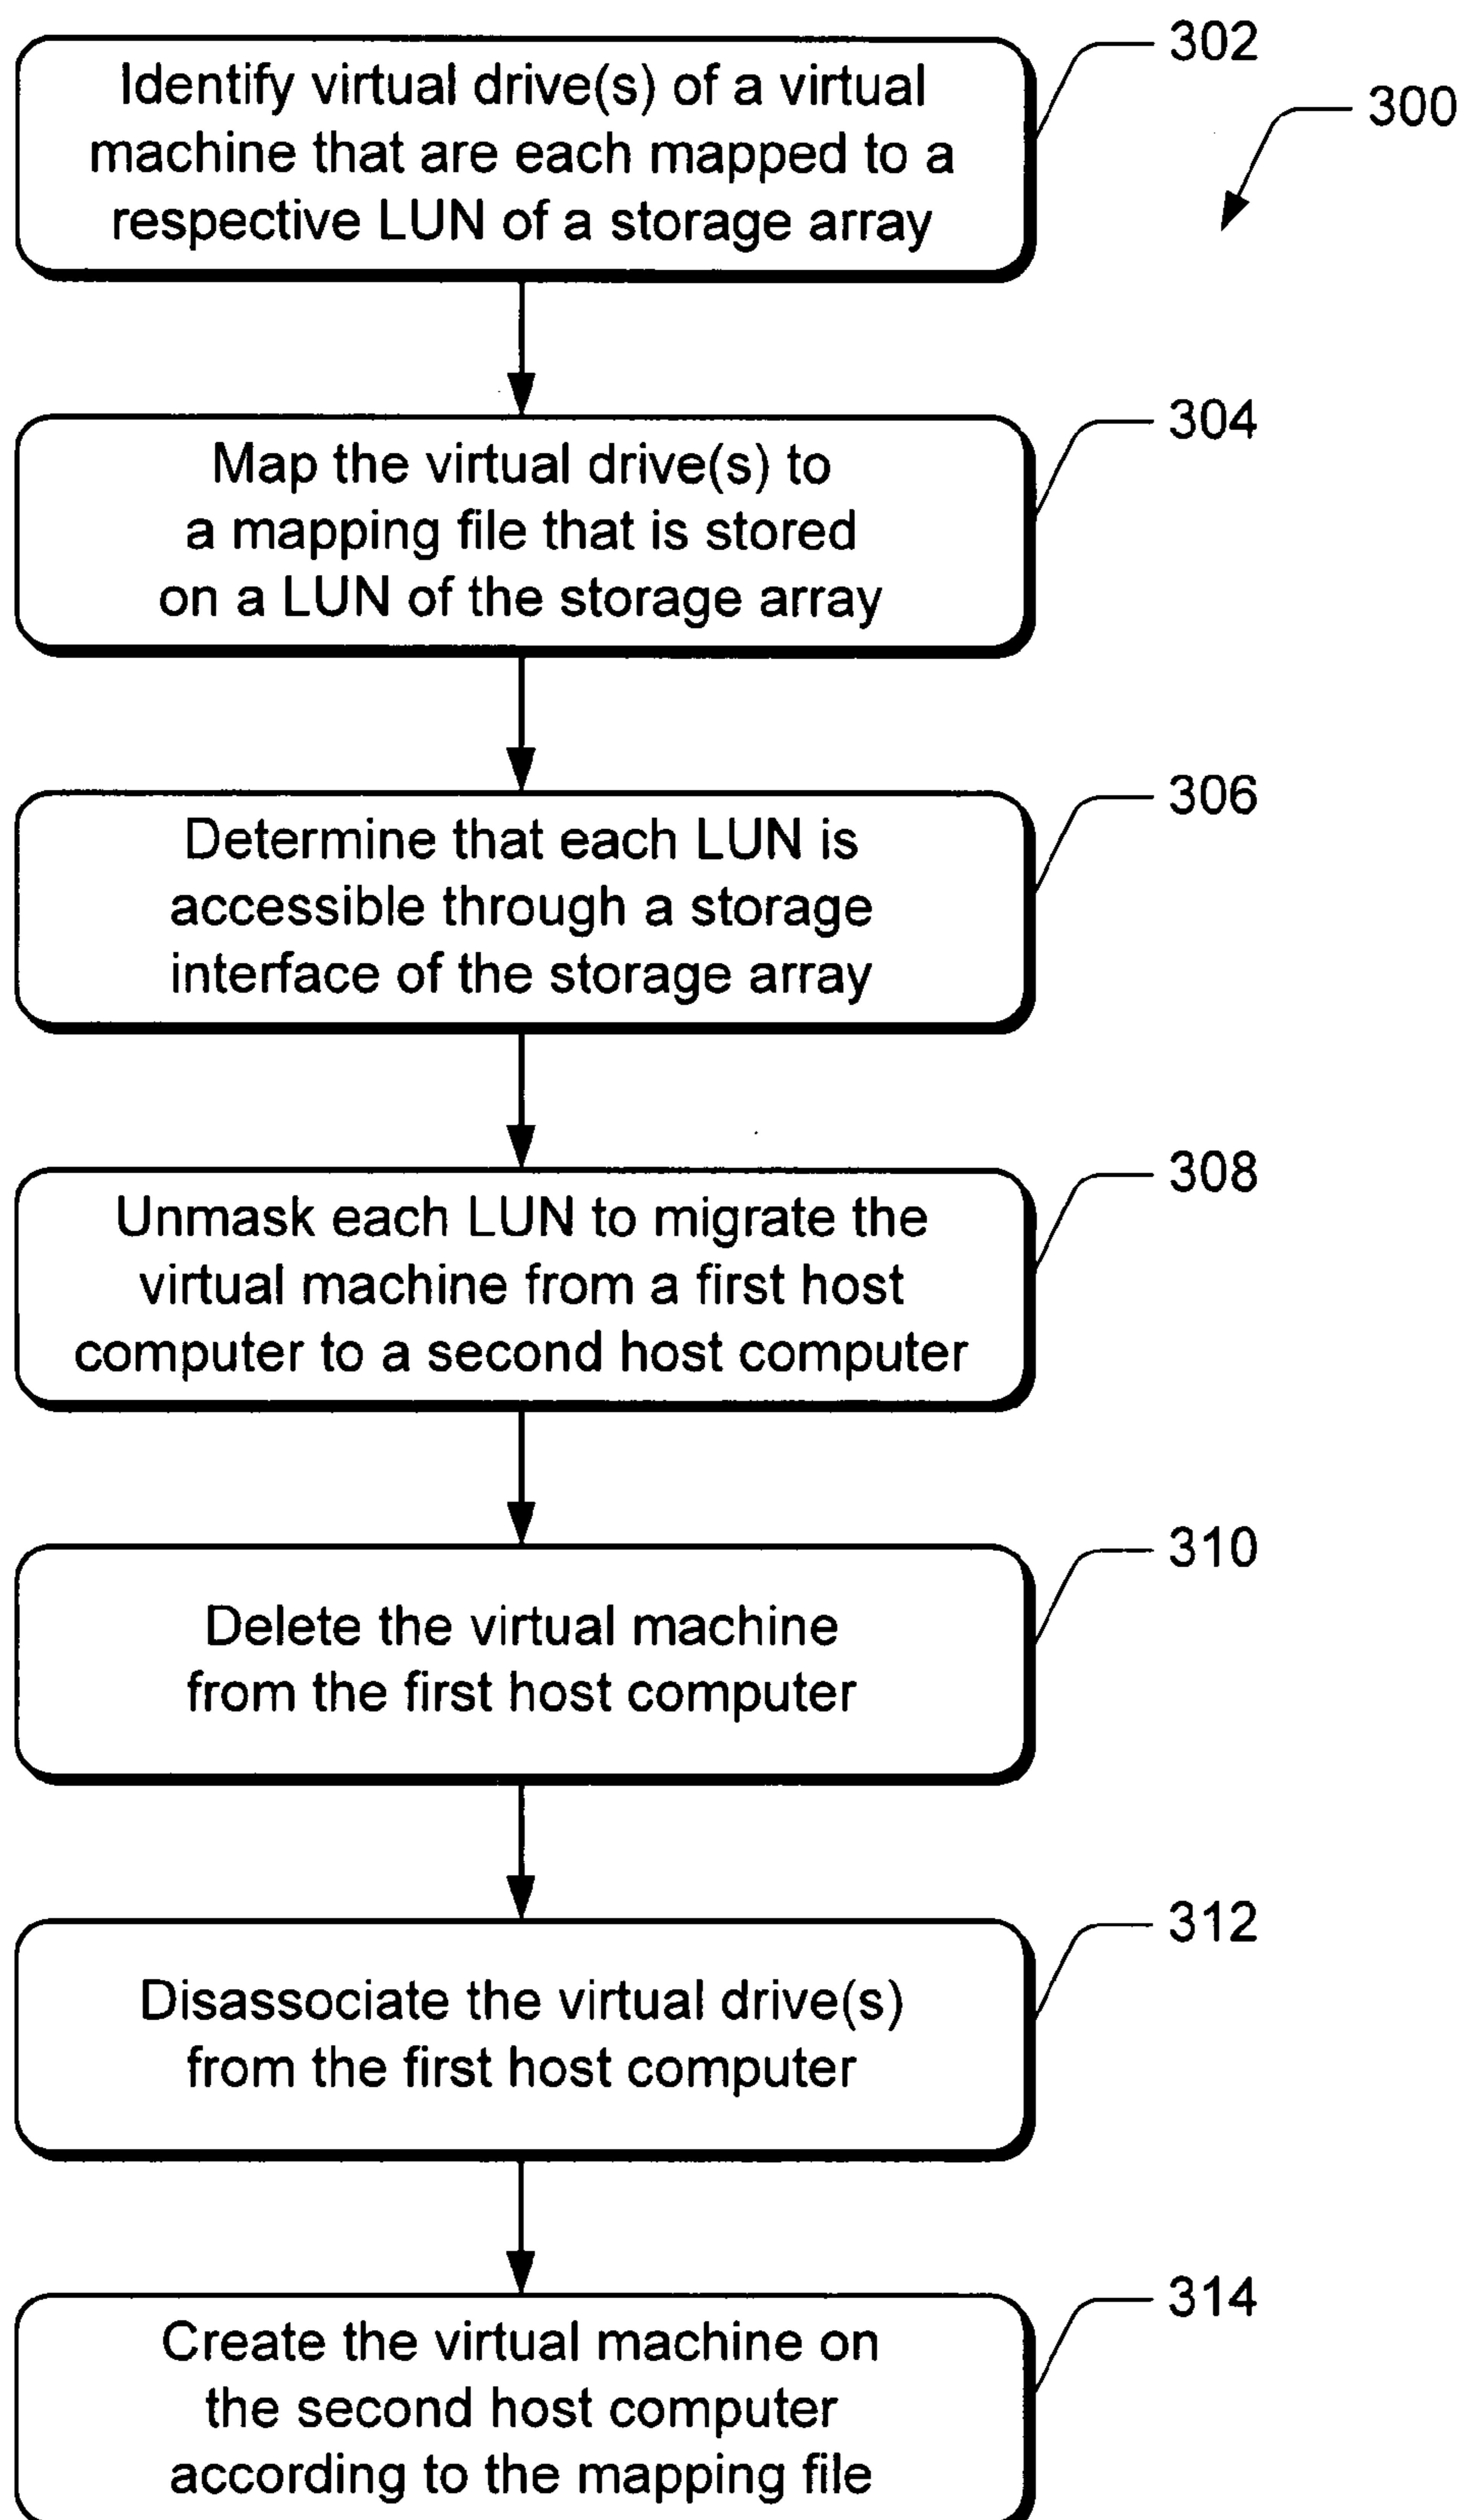 302
300
Identify virtual drive(s) of a virtual
machine that are each mapped to a
respective LUN of a storage array
304
Map the virtual drive(s) to
a mapping file that is stored
on a LUN of the storage array
306
Determine that each LUN is
accessible through a storage
interface of the storage array
308
Unmask each LUN to migrate the
virtual machine from a first host
computer to a second host computer
310
Delete the virtual machine
from the first host computer
312
Disassociate the virtual drive(s)
from the first host computer
314
Create the virtual machine on
the second host computer
according to the mapping file